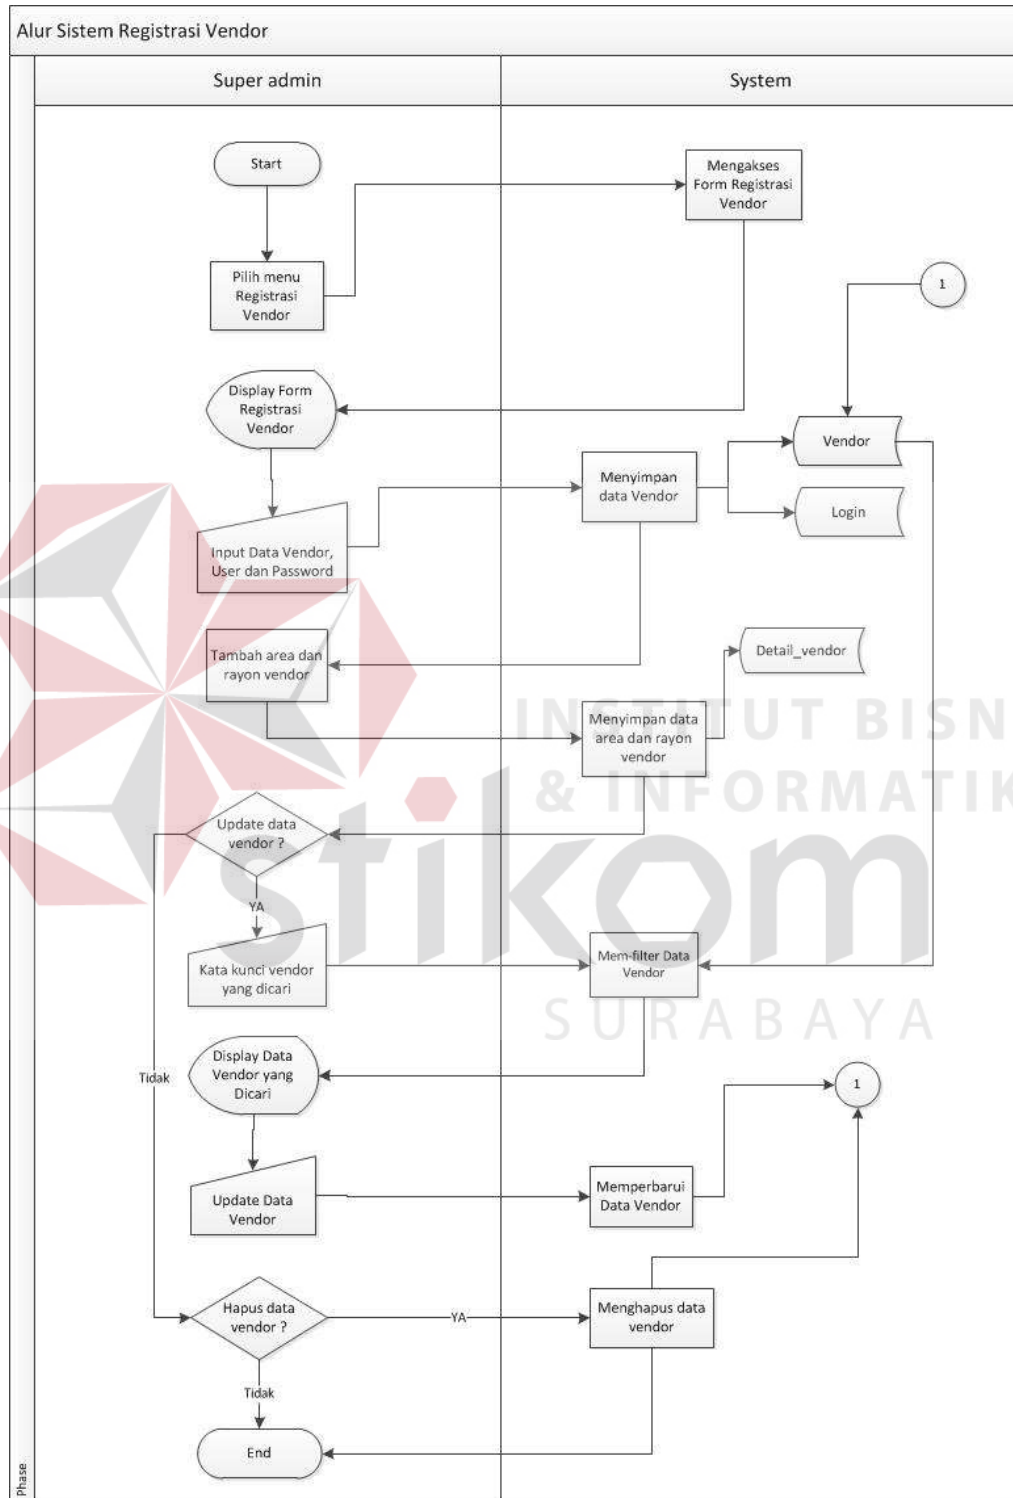 Alur Sistem Registrasi Vendor
Super admin
System
Start
Mengakses
Form Registrasi
Vendor
Pilih menu
Registrasi
Vendor
1
Display Form
Registrasi
Vendor
Vendor
Menyimpan
data Vendor
Login
Input Data Vendor,
User dan Password
Tambah area dan
rayon vendor
Detail_vendor
Menyimpan data
area dan rayon
vendor
INSTITUT BISN
& INFORMATIK
stikom
SURABAYA
Update data
vendor ?
YA
Kata kunci vendor
yang dicari
Mem-filter Data
Vendor
Tidak
Display Data
Vendor yang
Dicari
1
Update Data
Vendor
Memperbarui
Data Vendor
Hapus data
vendor ?
YA
Menghapus data
vendor
Tidak
End
Phase